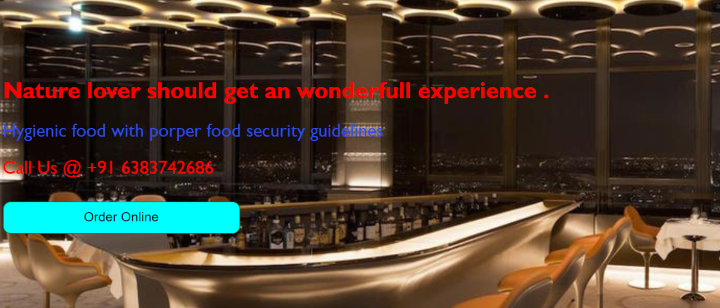 Nature lover should get an wonderfull experience .
Hygienic food with porper food security guidelines
Call Us @ +91 6383742686
Order Online